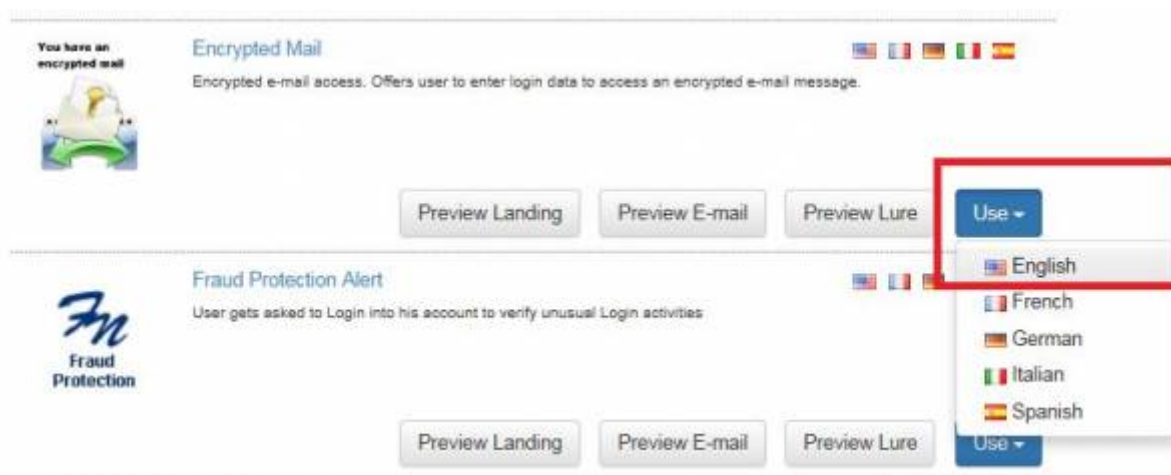 You have an
encrypted mail
Encrypted Mail
Encrypted e-mail access. Offers user to enter login data to access an encrypted e-mail message.
Preview Landing
Preview E-mail
Preview Lure
Use
English
French
German
Italian
Spanish
Fraud Protection Alert
User gets asked to Login into his account to verify unusual Login activities
FN
Fraud
Protection
Preview Landing
Preview E-mail
Preview Lure
Use